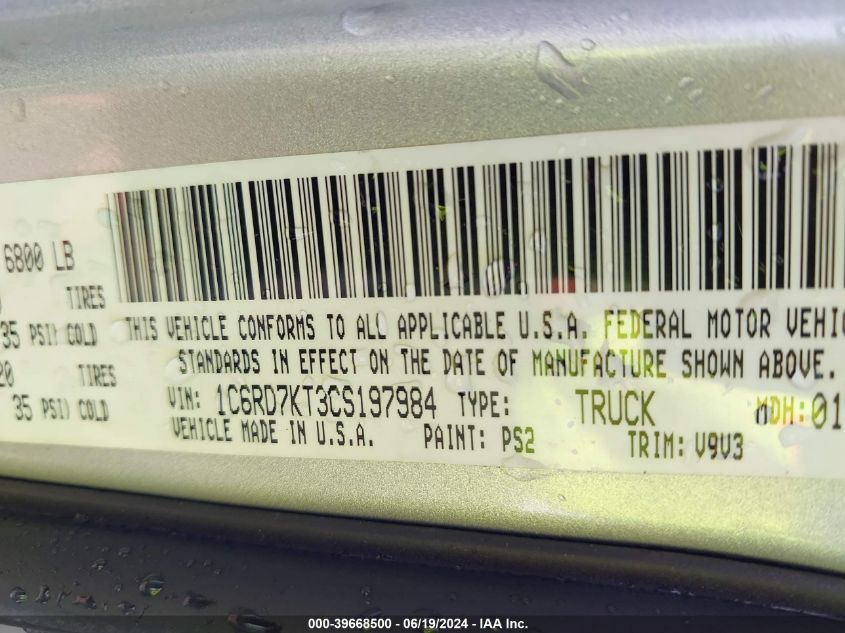 6800 LB
TIRES
35 PSI) COLD
20 TIRES
35 PSI) COLD
THIS VEHICLE CONFORMS TO ALL APPLICABLE U.S.A. FEDERAL MOTOR VEHIC
STANDARDS IN EFFECT ON THE DATE OF MANUFACTURE SHOWN ABOVE.
VIN: 1C6RD7KT3CS197984 TYPE: TRUCK MDH:01
VEHICLE MADE IN U.S.A. PAINT: PS2 TRIM: V9V3
000-39668500 - 06/19/2024 - IAA Inc.